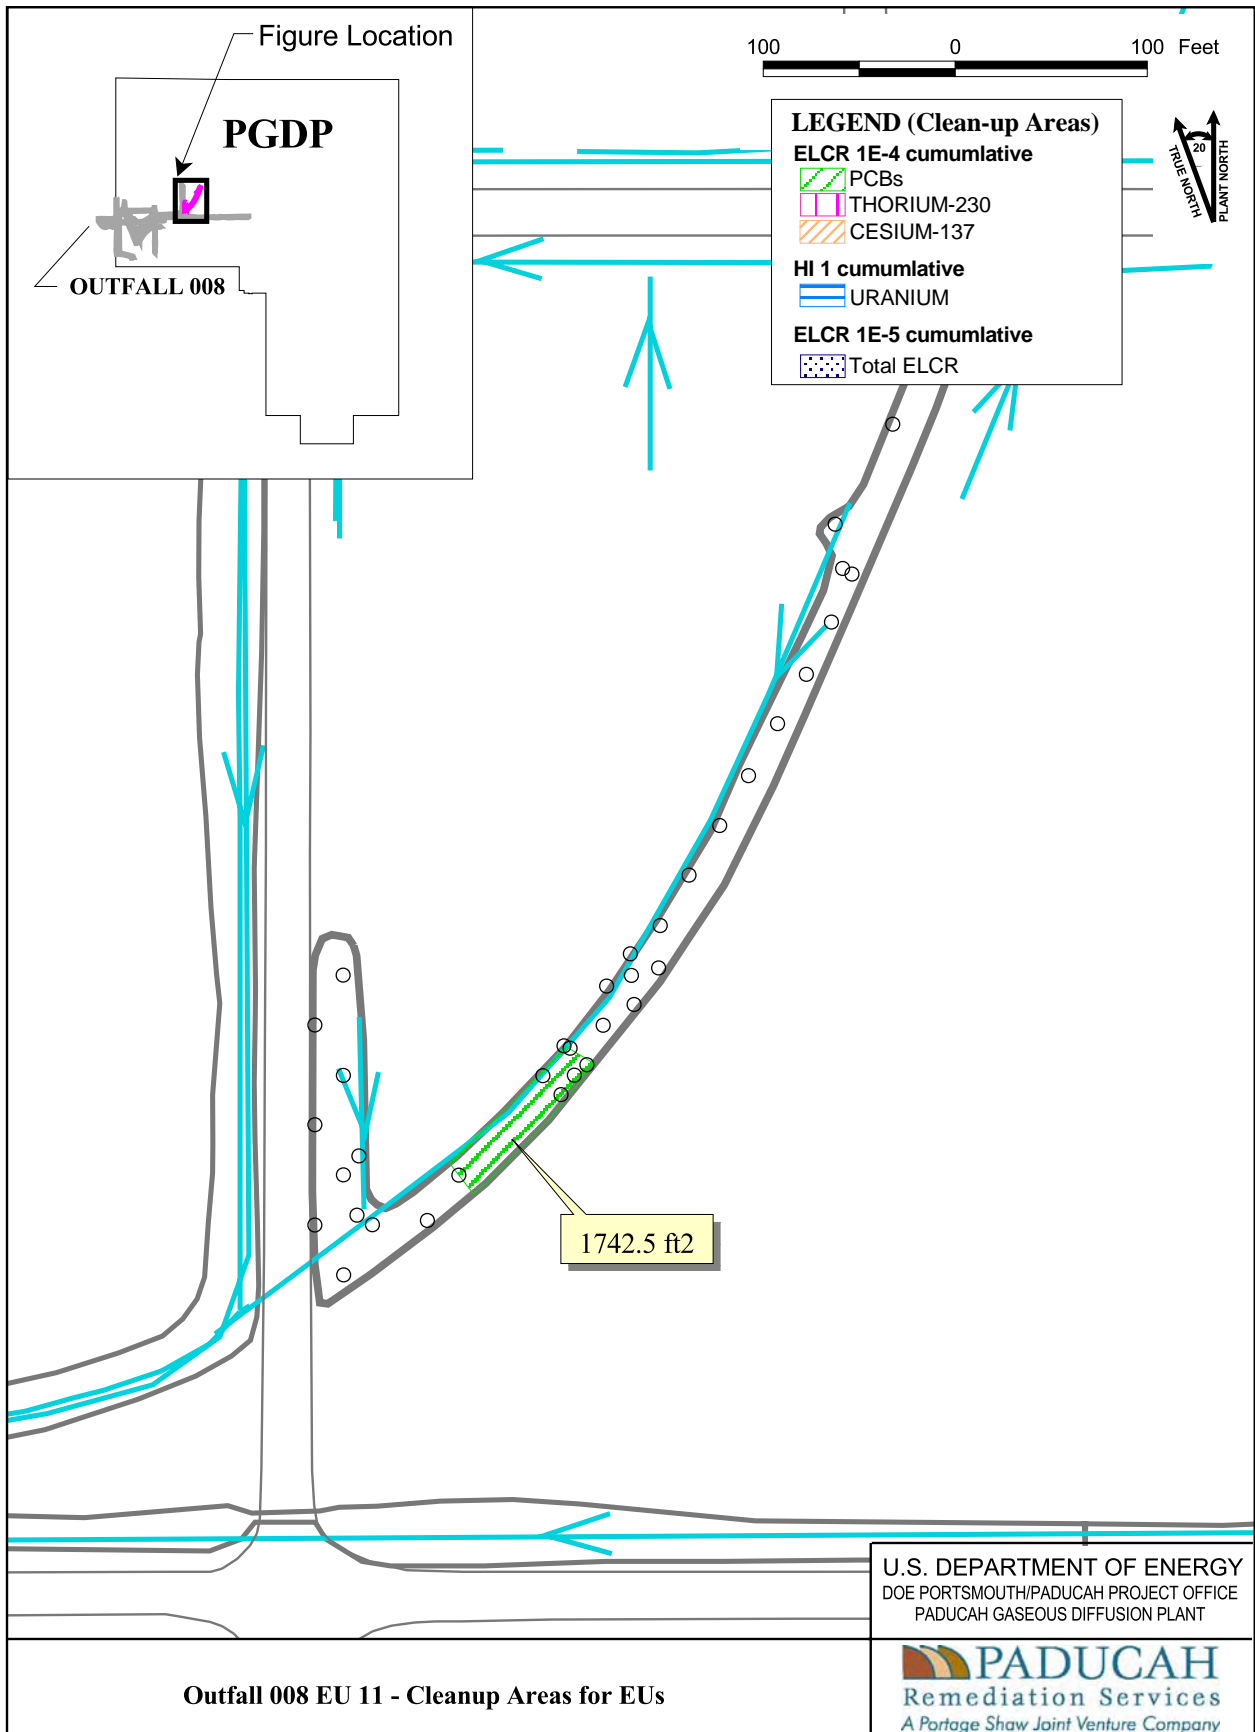 Figure Location
PGDP
OUTFALL 008
100 0 100 Feet
LEGEND (Clean-up Areas)
ELCR 1E-4 cumumlative
PCBs
THORIUM-230
CESIUM-137
HI 1 cumumlative
URANIUM
ELCR 1E-5 cumumlative
Total ELCR
20
TRUE NORTH
PLANT NORTH
1742.5 ft2
U.S. DEPARTMENT OF ENERGY
DOE PORTSMOUTH/PADUCAH PROJECT OFFICE
PADUCAH GASEOUS DIFFUSION PLANT
Outfall 008 EU 11 - Cleanup Areas for EUs
PADUCAH
Remediation Services
A Portage Shaw Joint Venture Company